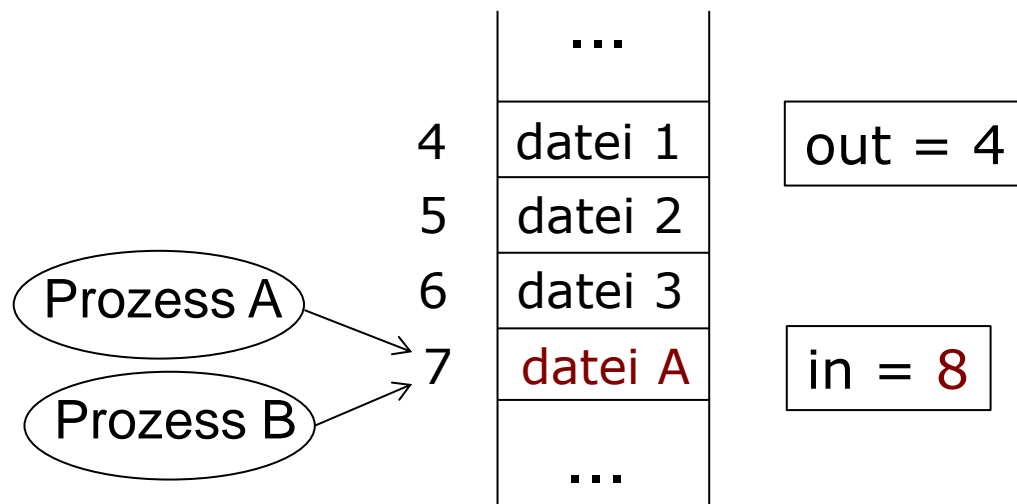 ...
4 datei 1 out = 4
5 datei 2
Prozess A 6 datei 3
7 datei A in = 8
Prozess B
...